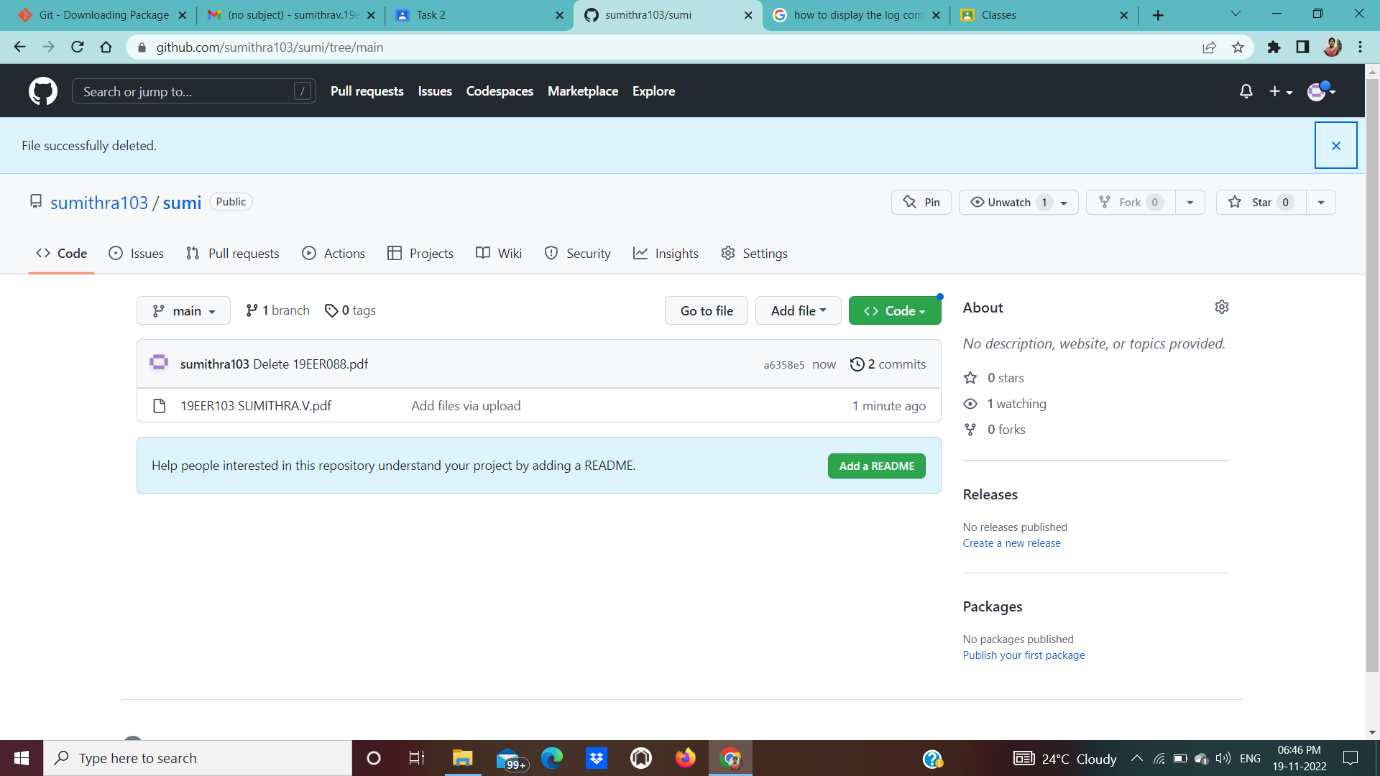 Git - Downloading Package
(no subject) - sumithrav.19e
Task 2
sumithra103/sumi
how to display the log com
Classes
github.com/sumithra103/sumi/tree/main
Search or jump to...
/
Pull requests
Issues
Codespaces
Marketplace
Explore
File successfully deleted.
sumithra103 / sumi
Public
Pin
Unwatch 1
Fork 0
Star 0
Code
Issues
Pull requests
Actions
Projects
Wiki
Security
Insights
Settings
main
1 branch
0 tags
Go to file
Add file
Code
sumithra103 Delete 19EER088.pdf
a6358e5 now
2 commits
19EER103 SUMITHRA.V.pdf
Add files via upload
1 minute ago
Help people interested in this repository understand your project by adding a README.
Add a README
About
No description, website, or topics provided.
0 stars
1 watching
0 forks
Releases
No releases published
Create a new release
Packages
No packages published
Publish your first package
Type here to search
99+
24°C Cloudy
ENG
06:46 PM
19-11-2022